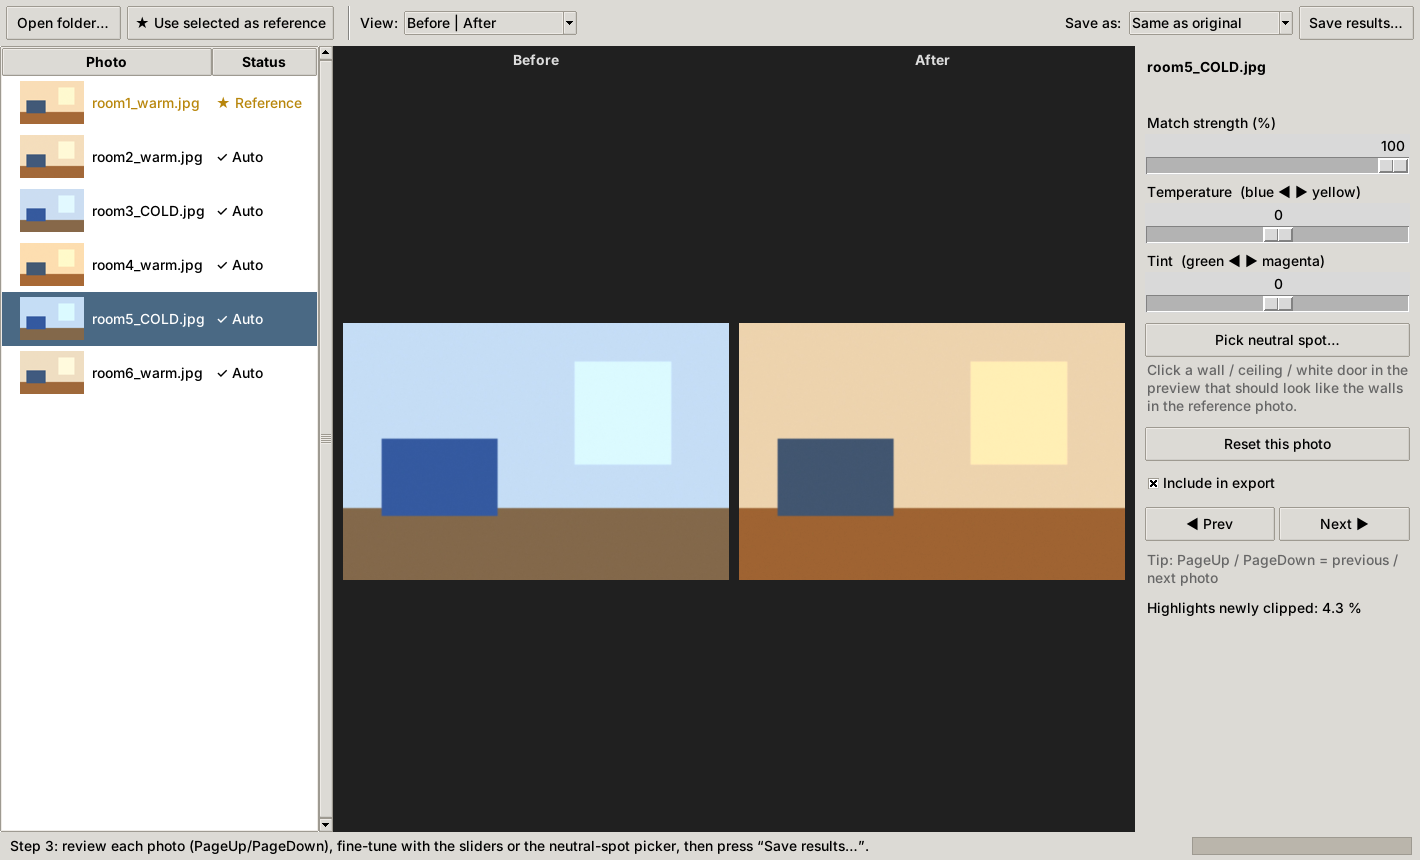 Open folder…
★ Use selected as reference
View:
Before | After
Save as:
Same as original
Save results…
Photo
Status
room1_warm.jpg ★ Reference
room2_warm.jpg ✓ Auto
room3_COLD.jpg ✓ Auto
room4_warm.jpg ✓ Auto
room5_COLD.jpg ✓ Auto
room6_warm.jpg ✓ Auto
Before
After
room5_COLD.jpg
Match strength (%)
100
Temperature (blue ◀ ▶ yellow)
0
Tint (green ◀ ▶ magenta)
0
Pick neutral spot…
Click a wall / ceiling / white door in the
preview that should look like the walls
in the reference photo.
Reset this photo
Include in export
◀ Prev
Next ▶
Tip: PageUp / PageDown = previous /
next photo
Highlights newly clipped: 4.3 %
Step 3: review each photo (PageUp/PageDown), fine-tune with the sliders or the neutral-spot picker, then press “Save results…”.